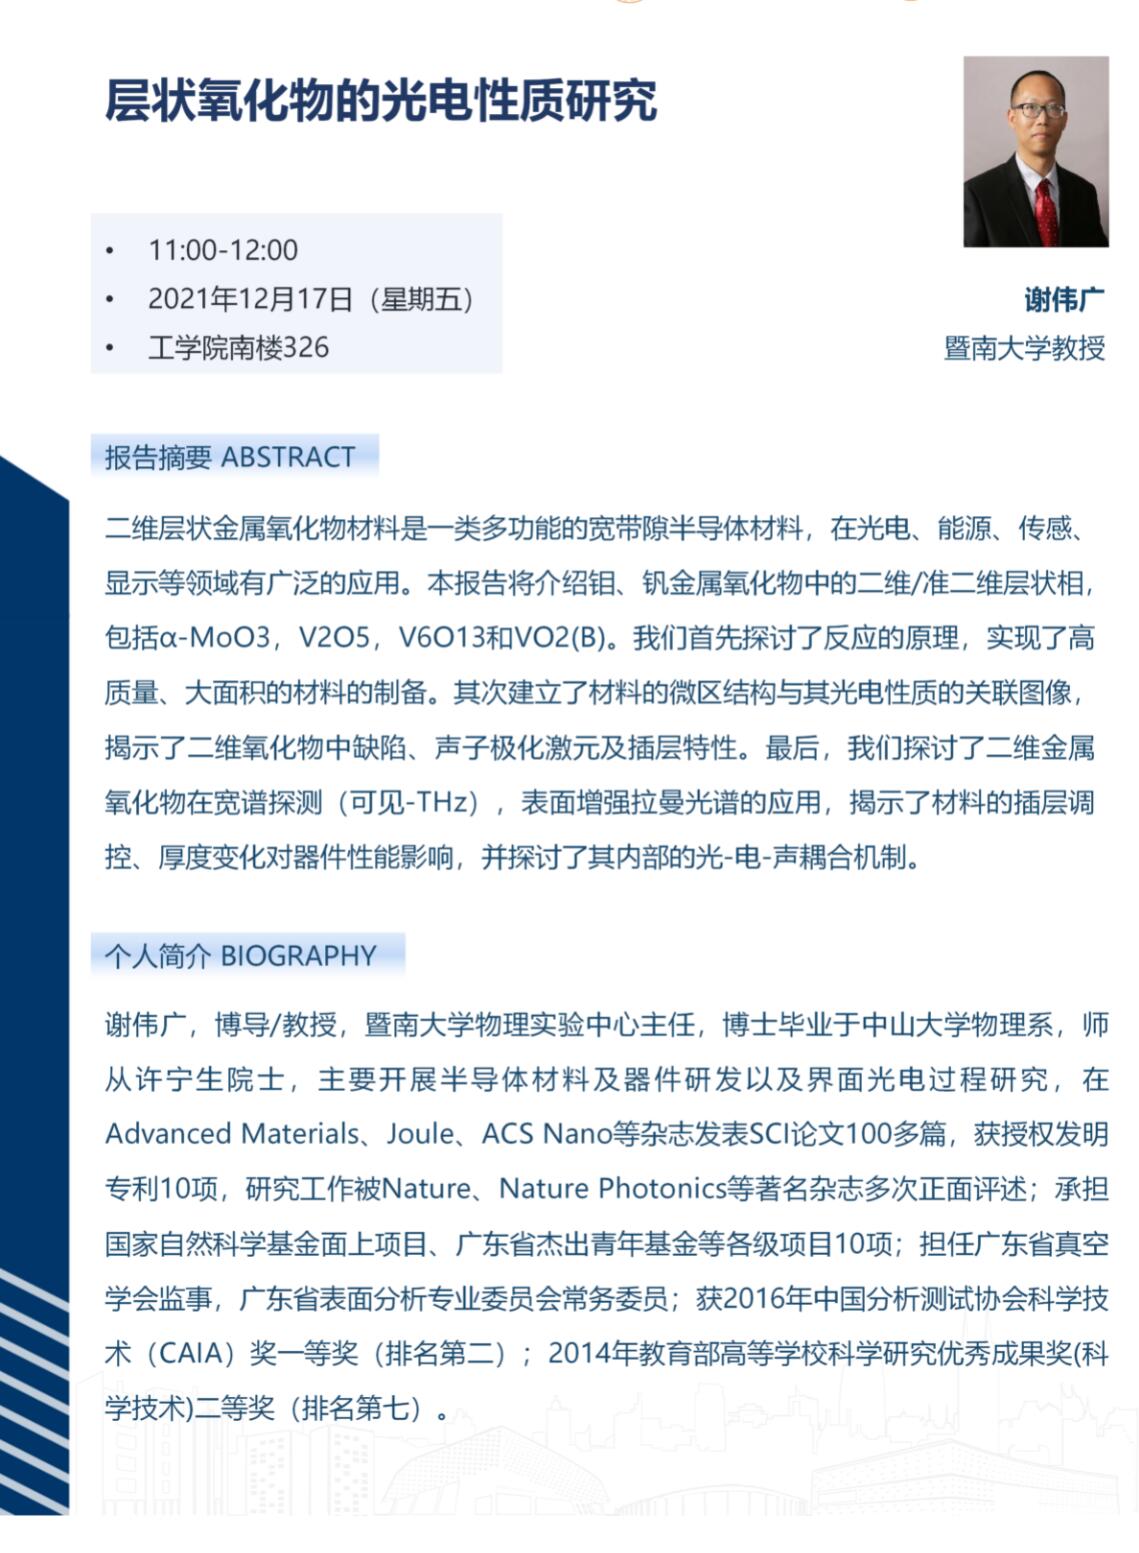 层状氧化物的光电性质研究
• 11:00-12:00
• 2021年12月17日（星期五）
• 工学院南楼326
谢伟广
暨南大学教授
报告摘要 ABSTRACT
二维层状金属氧化物材料是一类多功能的宽带隙半导体材料，在光电、能源、传感、
显示等领域有广泛的应用。本报告将介绍钼、钒金属氧化物中的二维/准二维层状相，
包括α-MoO3，V2O5，V6O13和VO2(B)。我们首先探讨了反应的原理，实现了高
质量、大面积的材料的制备。其次建立了材料的微区结构与其光电性质的关联图像，
揭示了二维氧化物中缺陷、声子极化激元及插层特性。最后，我们探讨了二维金属
氧化物在宽谱探测（可见-THz），表面增强拉曼光谱的应用，揭示了材料的插层调
控、厚度变化对器件性能影响，并探讨了其内部的光-电-声耦合机制。
个人简介 BIOGRAPHY
谢伟广，博导/教授，暨南大学物理实验中心主任，博士毕业于中山大学物理系，师
从许宁生院士，主要开展半导体材料及器件研发以及界面光电过程研究，在
Advanced Materials、Joule、ACS Nano等杂志发表SCI论文100多篇，获授权发明
专利10项，研究工作被Nature、Nature Photonics等著名杂志多次正面评述；承担
国家自然科学基金面上项目、广东省杰出青年基金等各级项目10项；担任广东省真空
学会监事，广东省表面分析专业委员会常务委员；获2016年中国分析测试协会科学技
术（CAIA）奖一等奖（排名第二）；2014年教育部高等学校科学研究优秀成果奖(科
学技术)二等奖（排名第七）。